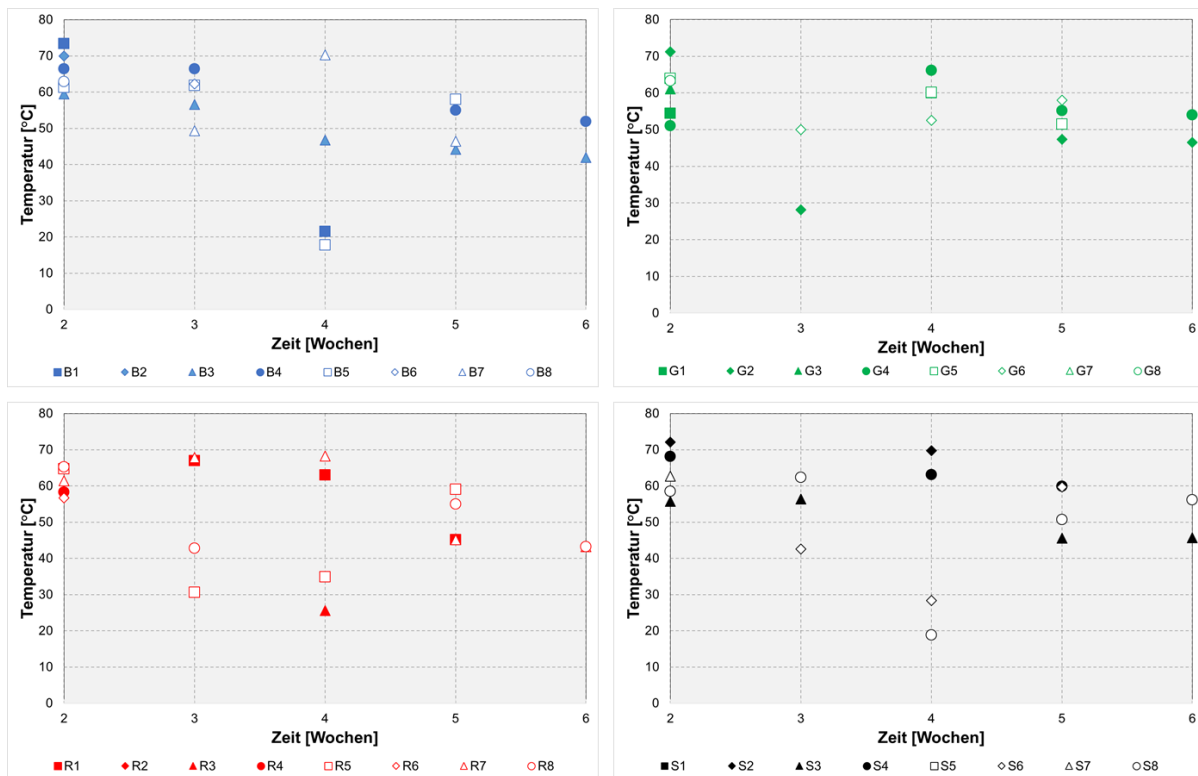 Temperatur [°C]
80
70
60
50
40
30
20
10
0
2 3 4 5 6
Zeit [Wochen]
B1 B2 B3 B4 B5 B6 B7 B8
Temperatur [°C]
80
70
60
50
40
30
20
10
0
2 3 4 5 6
Zeit [Wochen]
G1 G2 G3 G4 G5 G6 G7 G8
Temperatur [°C]
80
70
60
50
40
30
20
10
0
2 3 4 5 6
Zeit [Wochen]
R1 R2 R3 R4 R5 R6 R7 R8
Temperatur [°C]
80
70
60
50
40
30
20
10
0
2 3 4 5 6
Zeit [Wochen]
S1 S2 S3 S4 S5 S6 S7 S8